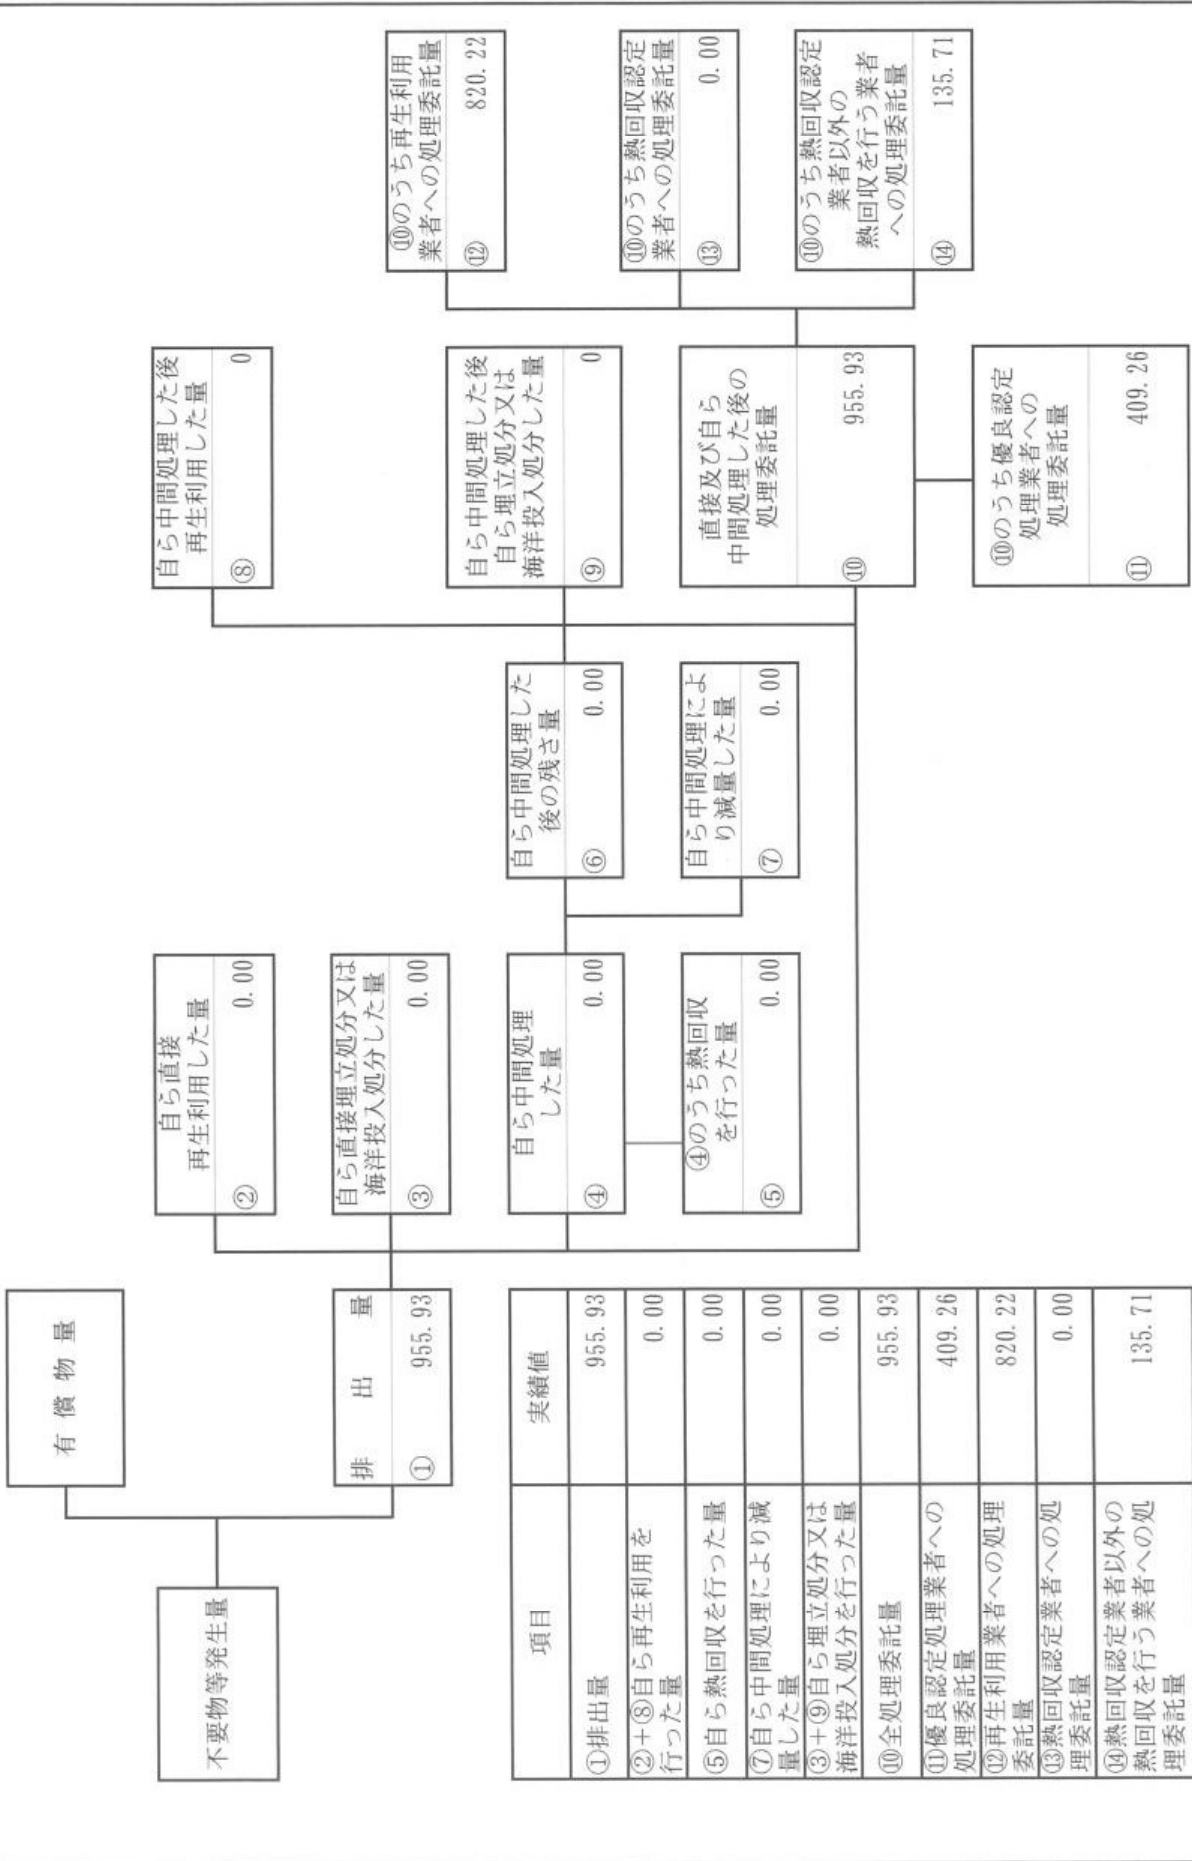 不要物等発生量
有 償 物 量
排 出 量
① 955.93
自ら直接
再生利用した量
② 0.00
自ら直接埋立処分又は
海洋投入処分した量
③ 0.00
自ら中間処理
した量
④ 0.00
④のうち熱回収
を行った量
⑤ 0.00
自ら中間処理した
後の残さ量
⑥ 0.00
自ら中間処理によ
り減量した量
⑦ 0.00
自ら中間処理した後
再生利用した量
⑧ 0
自ら中間処理した後
自ら埋立処分又は
海洋投入処分した量
⑨ 0
直接及び自ら
中間処理した後の
処理委託量
⑩ 955.93
⑩のうち優良認定
処理業者への
処理委託量
⑪ 409.26
⑩のうち再生利用
業者への処理委託量
⑫ 820.22
⑩のうち熱回収認定
業者への処理委託量
⑬ 0.00
⑩のうち熱回収認定
業者以外の
熱回収を行う業者
への処理委託量
⑭ 135.71
項目 実績値
①排出量 955.93
②+⑧自ら再生利用を
行った量 0.00
⑤自ら熱回収を行った量 0.00
⑦自ら中間処理により減
量した量 0.00
③+⑨自ら埋立処分又は
海洋投入処分を行った量 0.00
⑩全処理委託量 955.93
⑪優良認定処理業者への
処理委託量 409.26
⑫再生利用業者への処理
委託量 820.22
⑬熱回収認定業者への処
理委託量 0.00
⑭熱回収認定業者以外の
熱回収を行う業者への処
理委託量 135.71